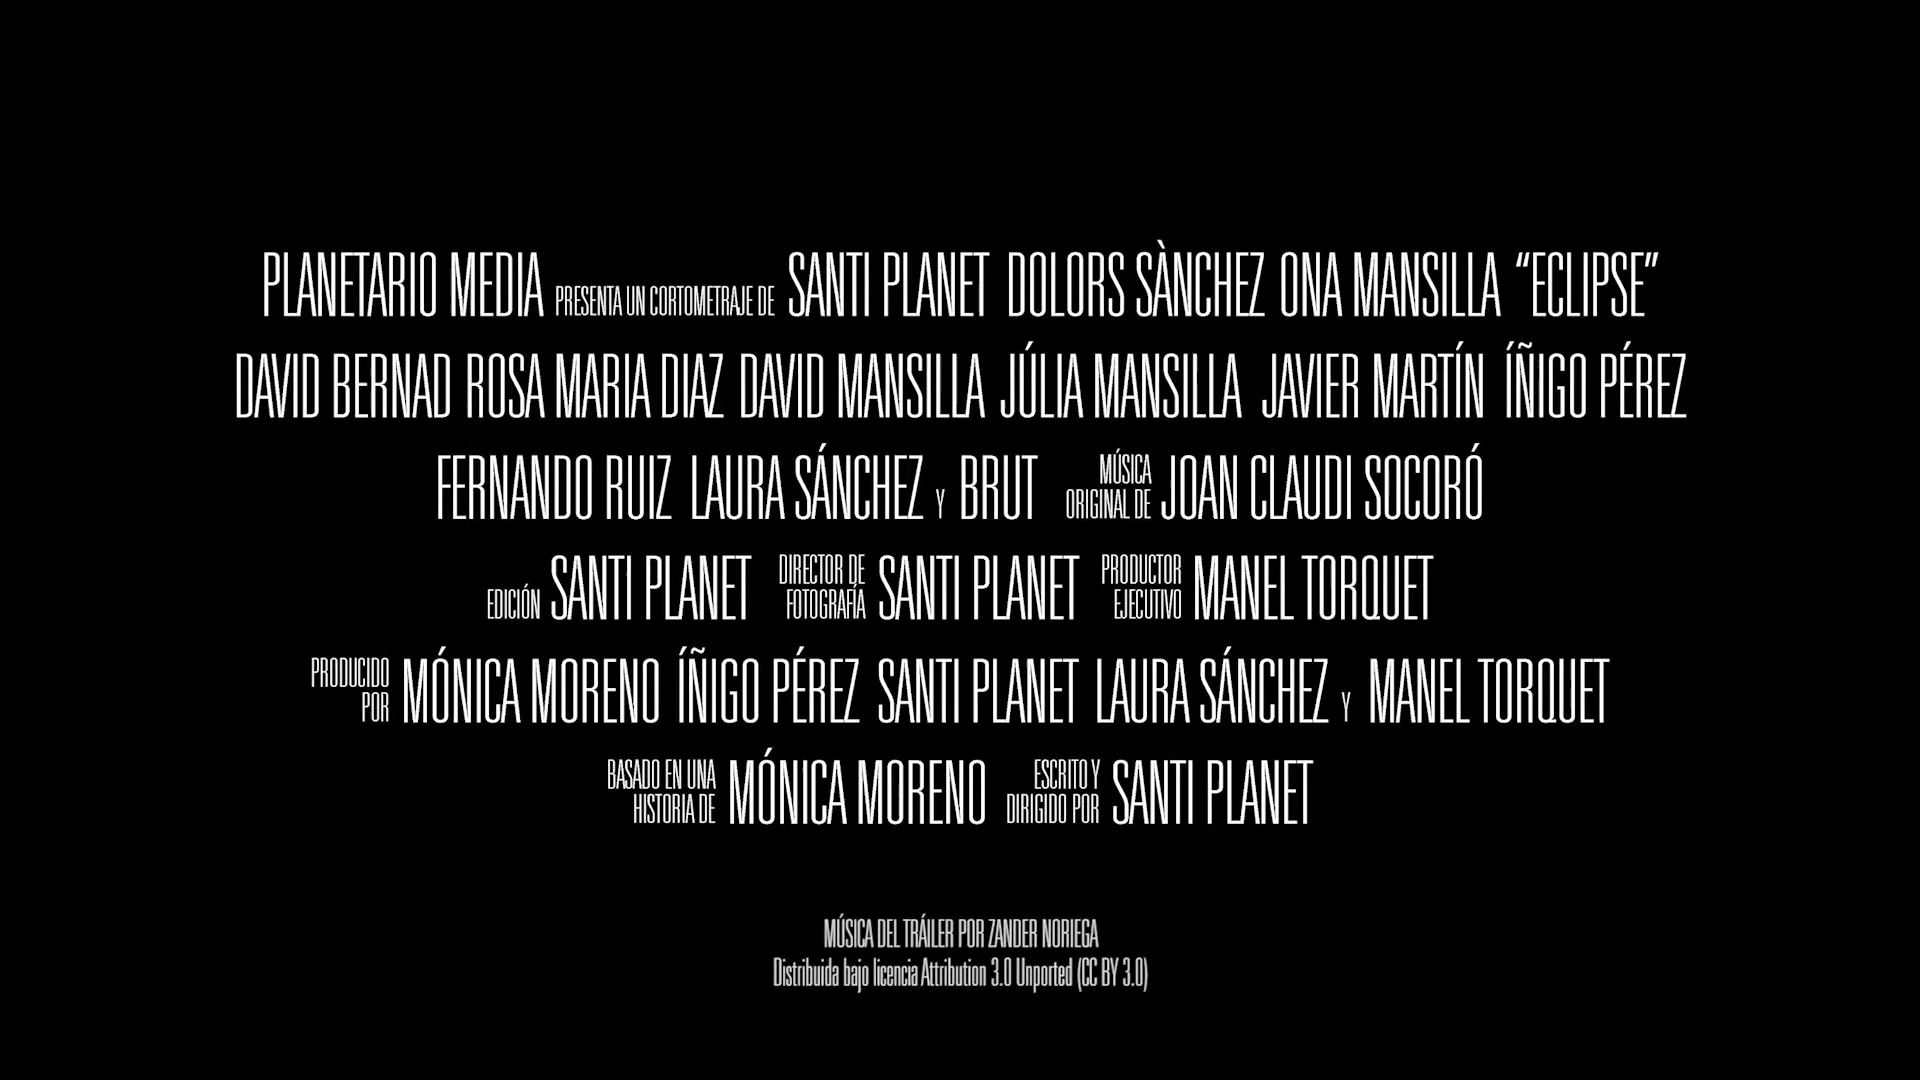 PLANETARIO MEDIA PRESENTA UN CORTOMETRAJE DE SANTI PLANET DOLORS SÀNCHEZ ONA MANSILLA “ECLIPSE”
DAVID BERNAD ROSA MARIA DIAZ DAVID MANSILLA JÚLIA MANSILLA JAVIER MARTÍN ÍÑIGO PÉREZ
FERNANDO RUIZ LAURA SÁNCHEZ Y BRUT MÚSICA ORIGINAL DE JOAN CLAUDI SOCORÓ
EDICIÓN SANTI PLANET DIRECTOR DE FOTOGRAFÍA SANTI PLANET PRODUCTOR EJECUTIVO MANEL TORQUET
PRODUCIDO POR MÓNICA MORENO ÍÑIGO PÉREZ SANTI PLANET LAURA SÁNCHEZ Y MANEL TORQUET
BASADO EN UNA HISTORIA DE MÓNICA MORENO ESCRITO Y DIRIGIDO POR SANTI PLANET
MÚSICA DEL TRÁILER POR ZANDER NORIEGA
Distribuida bajo licencia Attribution 3.0 Unported (CC BY 3.0)